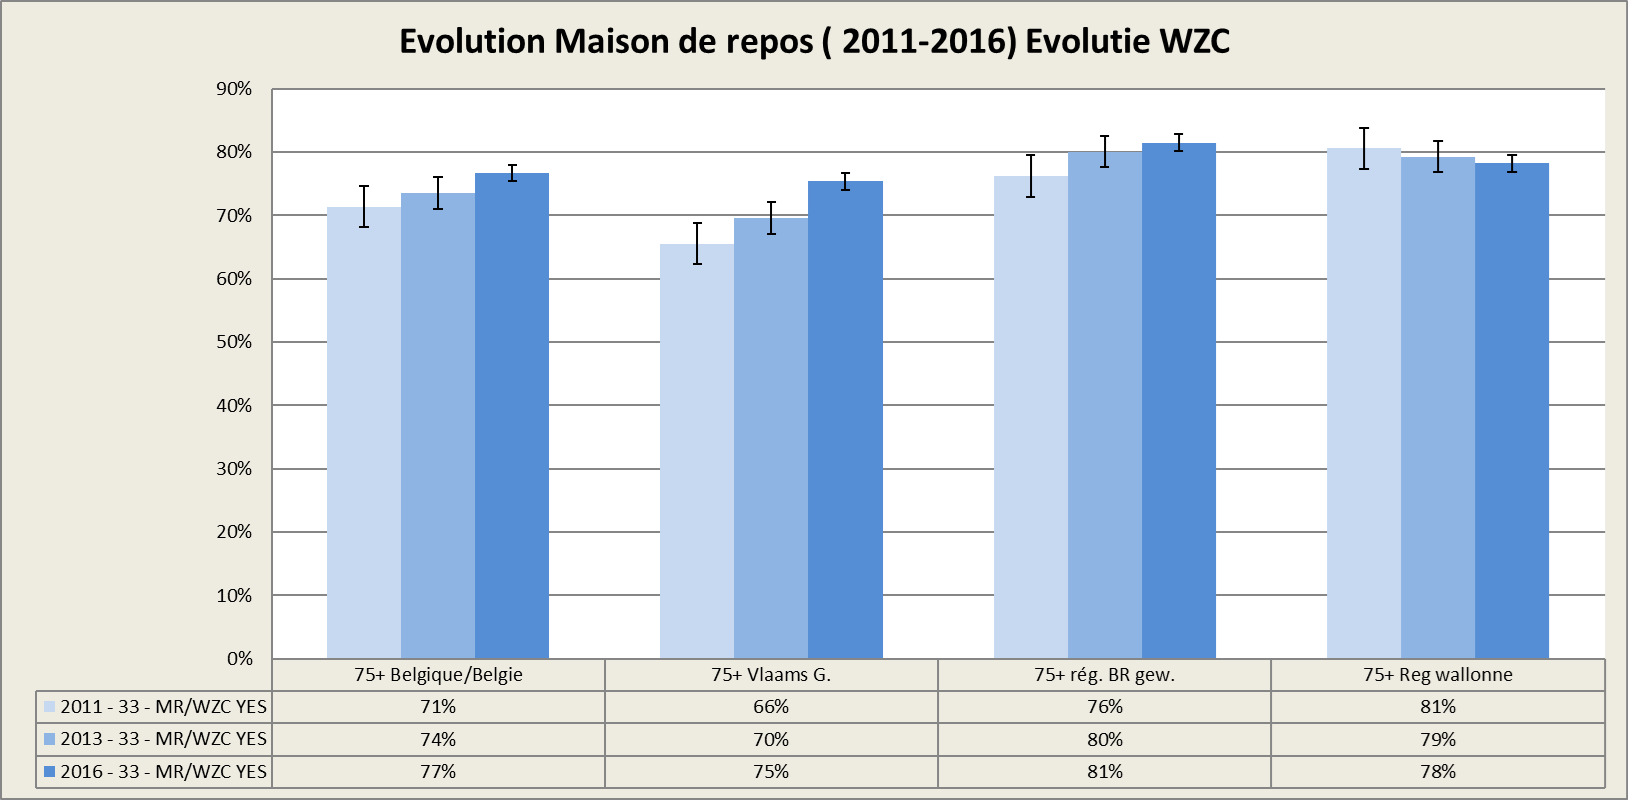 Evolution Maison de repos ( 2011-2016) Evolutie WZC
90%
80%
70%
60%
50%
40%
30%
20%
10%
0%
75+ Belgique/Belgie 75+ Vlaams G. 75+ rég. BR gew. 75+ Reg wallonne
2011 - 33 - MR/WZC YES 71% 66% 76% 81%
2013 - 33 - MR/WZC YES 74% 70% 80% 79%
2016 - 33 - MR/WZC YES 77% 75% 81% 78%